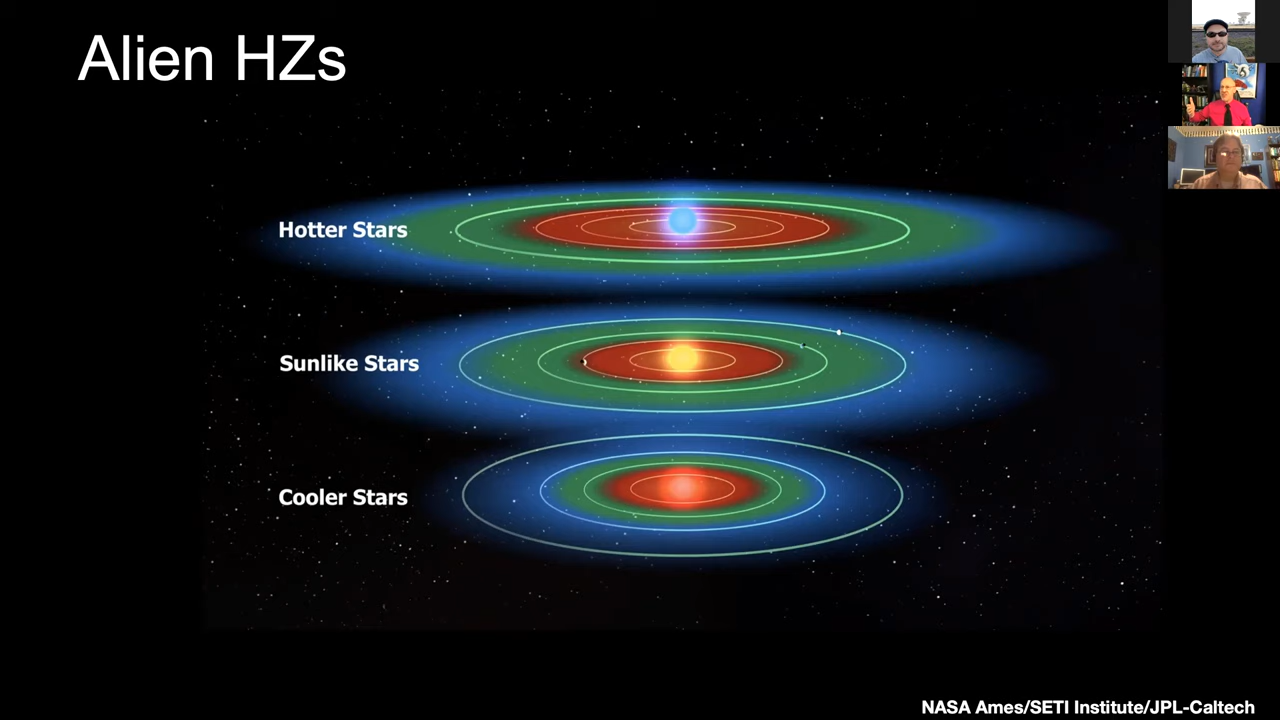 Alien HZs
Hotter Stars
Sunlike Stars
Cooler Stars
NASA Ames/SETI Institute/JPL-Caltech